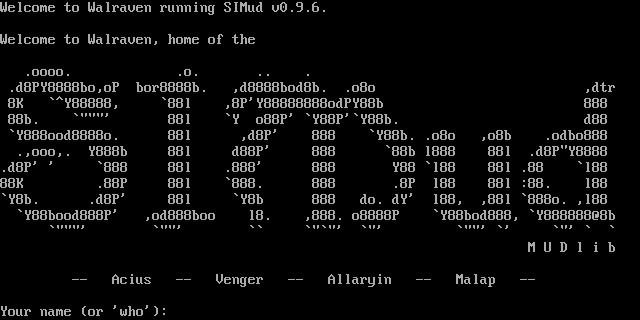 Welcome to Walraven running SIMud v0.9.6.
Welcome to Walraven, home of the
SIMud
M U D l i b
-- Acius -- Venger -- Allaryin -- Malap --
Your name (or 'who'):